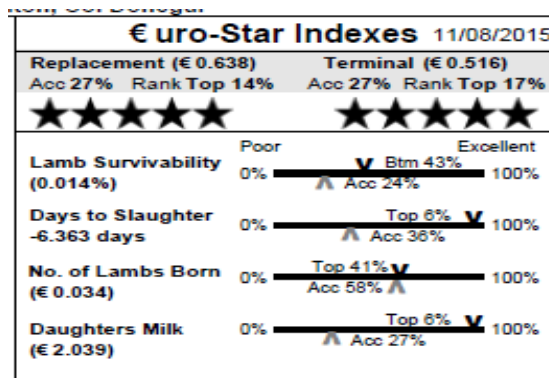 € uro-Star Indexes 11/08/2015
Replacement (€ 0.638) Terminal (€ 0.516)
Acc 27% Rank Top 14% Acc 27% Rank Top 17%
Poor Excellent
Lamb Survivability 0% Btm 43% 100%
(0.014%) Acc 24%
Days to Slaughter 0% Top 6% 100%
-6.363 days Acc 36%
No. of Lambs Born 0% Top 41% 100%
(€ 0.034) Acc 58%
Daughters Milk 0% Top 6% 100%
(€ 2.039) Acc 27%